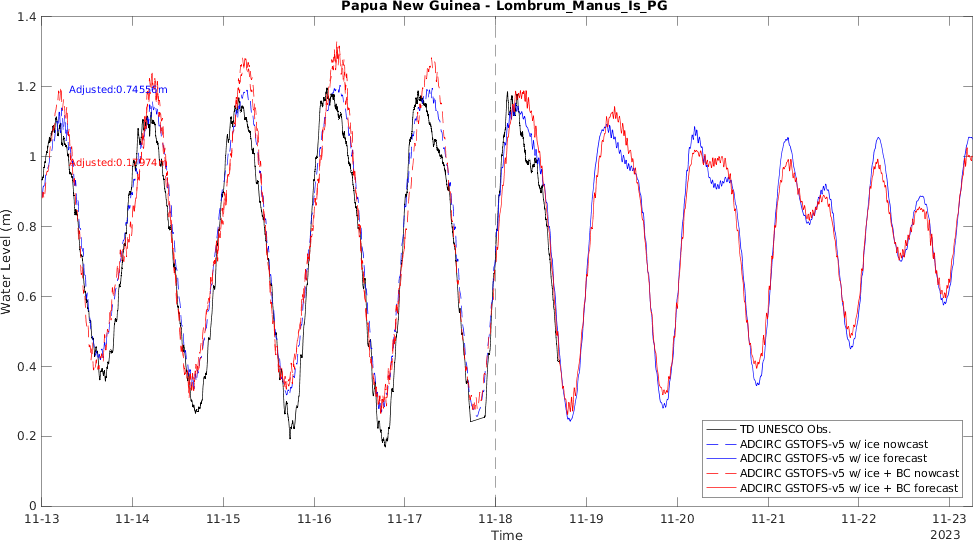 Papua New Guinea - Lombrum_Manus_Is_PG
1.4
1.2
1
0.8
0.6
0.4
0.2
0
Water Level (m)
Adjusted:0.74556m
TD UNESCO Obs.
ADCIRC GSTOFS-v5 w/ ice nowcast
ADCIRC GSTOFS-v5 w/ ice forecast
ADCIRC GSTOFS-v5 w/ ice + BC nowcast
ADCIRC GSTOFS-v5 w/ ice + BC forecast
11-13 11-14 11-15 11-16 11-17 11-18 11-19 11-20 11-21 11-22 11-23
2023
Time